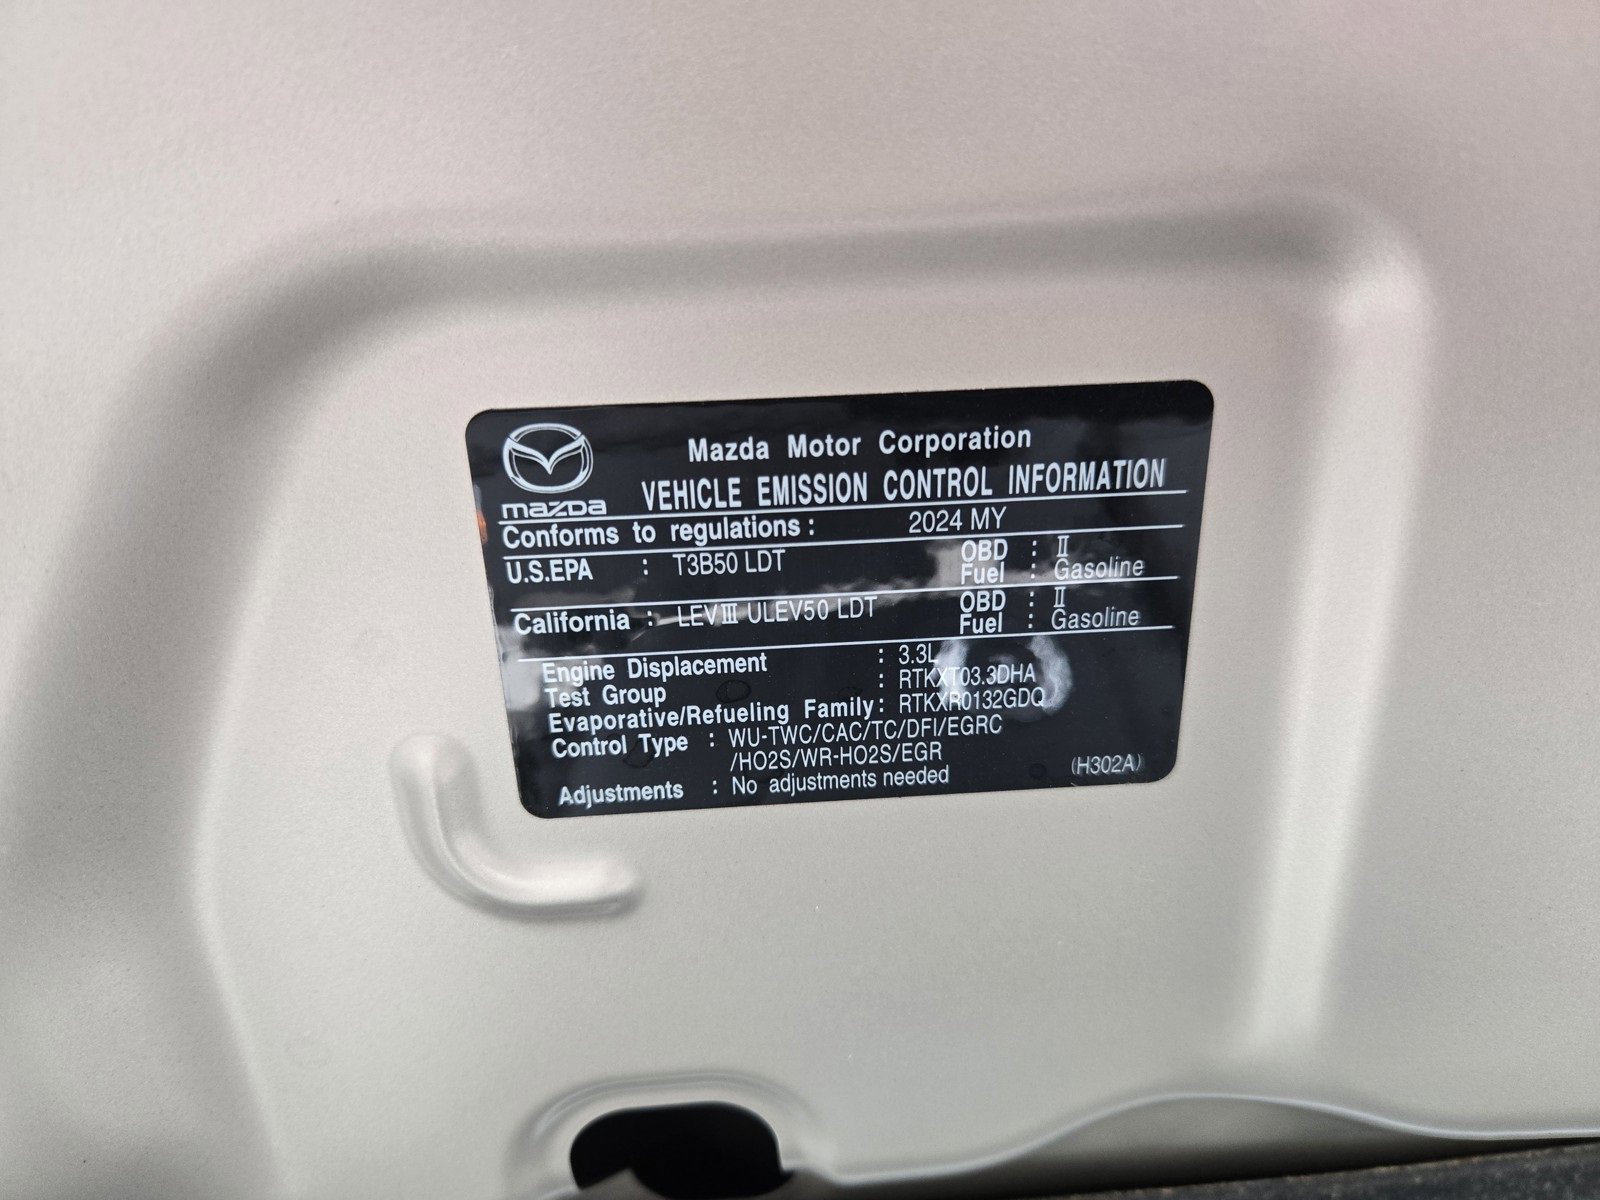 Mazda Motor Corporation
mazda VEHICLE EMISSION CONTROL INFORMATION
Conforms to regulations : 2024 MY
U.S.EPA : T3B50 LDT OBD : II
Fuel : Gasoline
California : LEVIII ULEV50 LDT OBD : II
Fuel : Gasoline
Engine Displacement : 3.3L
Test Group : RTKXT03.3DHA
Evaporative/Refueling Family : RTKXR0132GDQ
Control Type : WU-TWC/CAC/TC/DFI/EGRC
/HO2S/WR-HO2S/EGR
Adjustments : No adjustments needed (H302A)